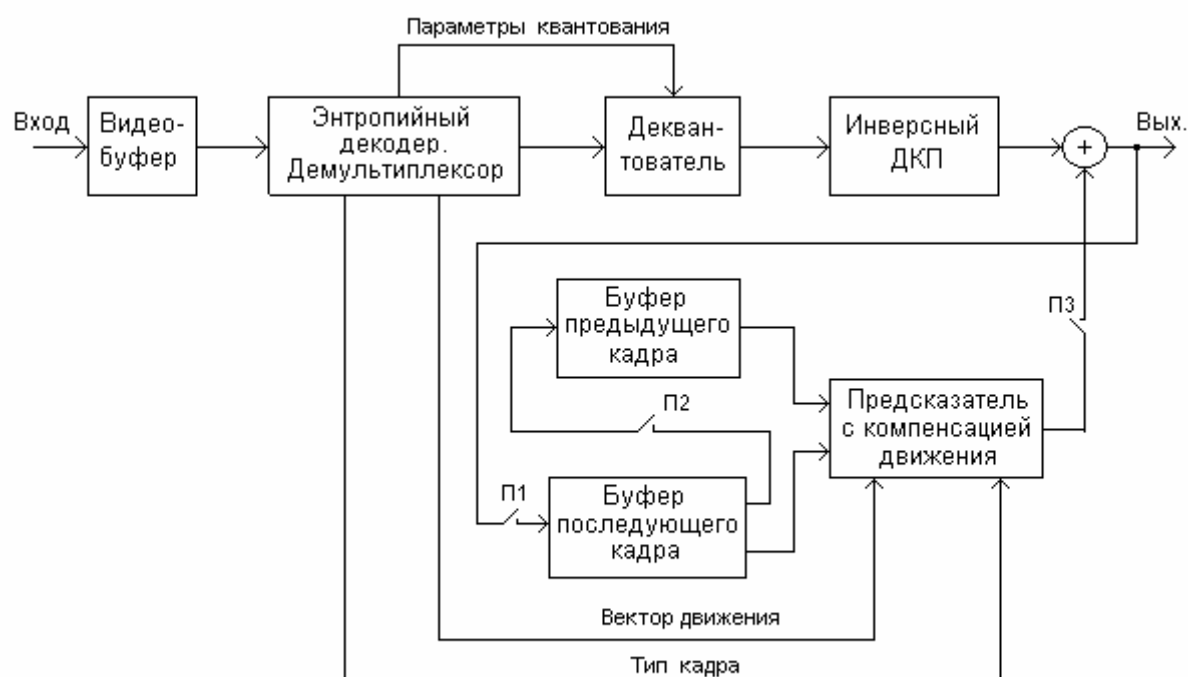 Параметры квантования
Вход
Видео-
буфер
Энтропийный
декодер.
Демультиплексор
Декван-
тователь
Инверсный
ДКП
+
Вых.
Буфер
предыдущего
кадра
П3
П2
Предсказатель
с компенсацией
движения
П1
Буфер
последующего
кадра
Вектор движения
Тип кадра